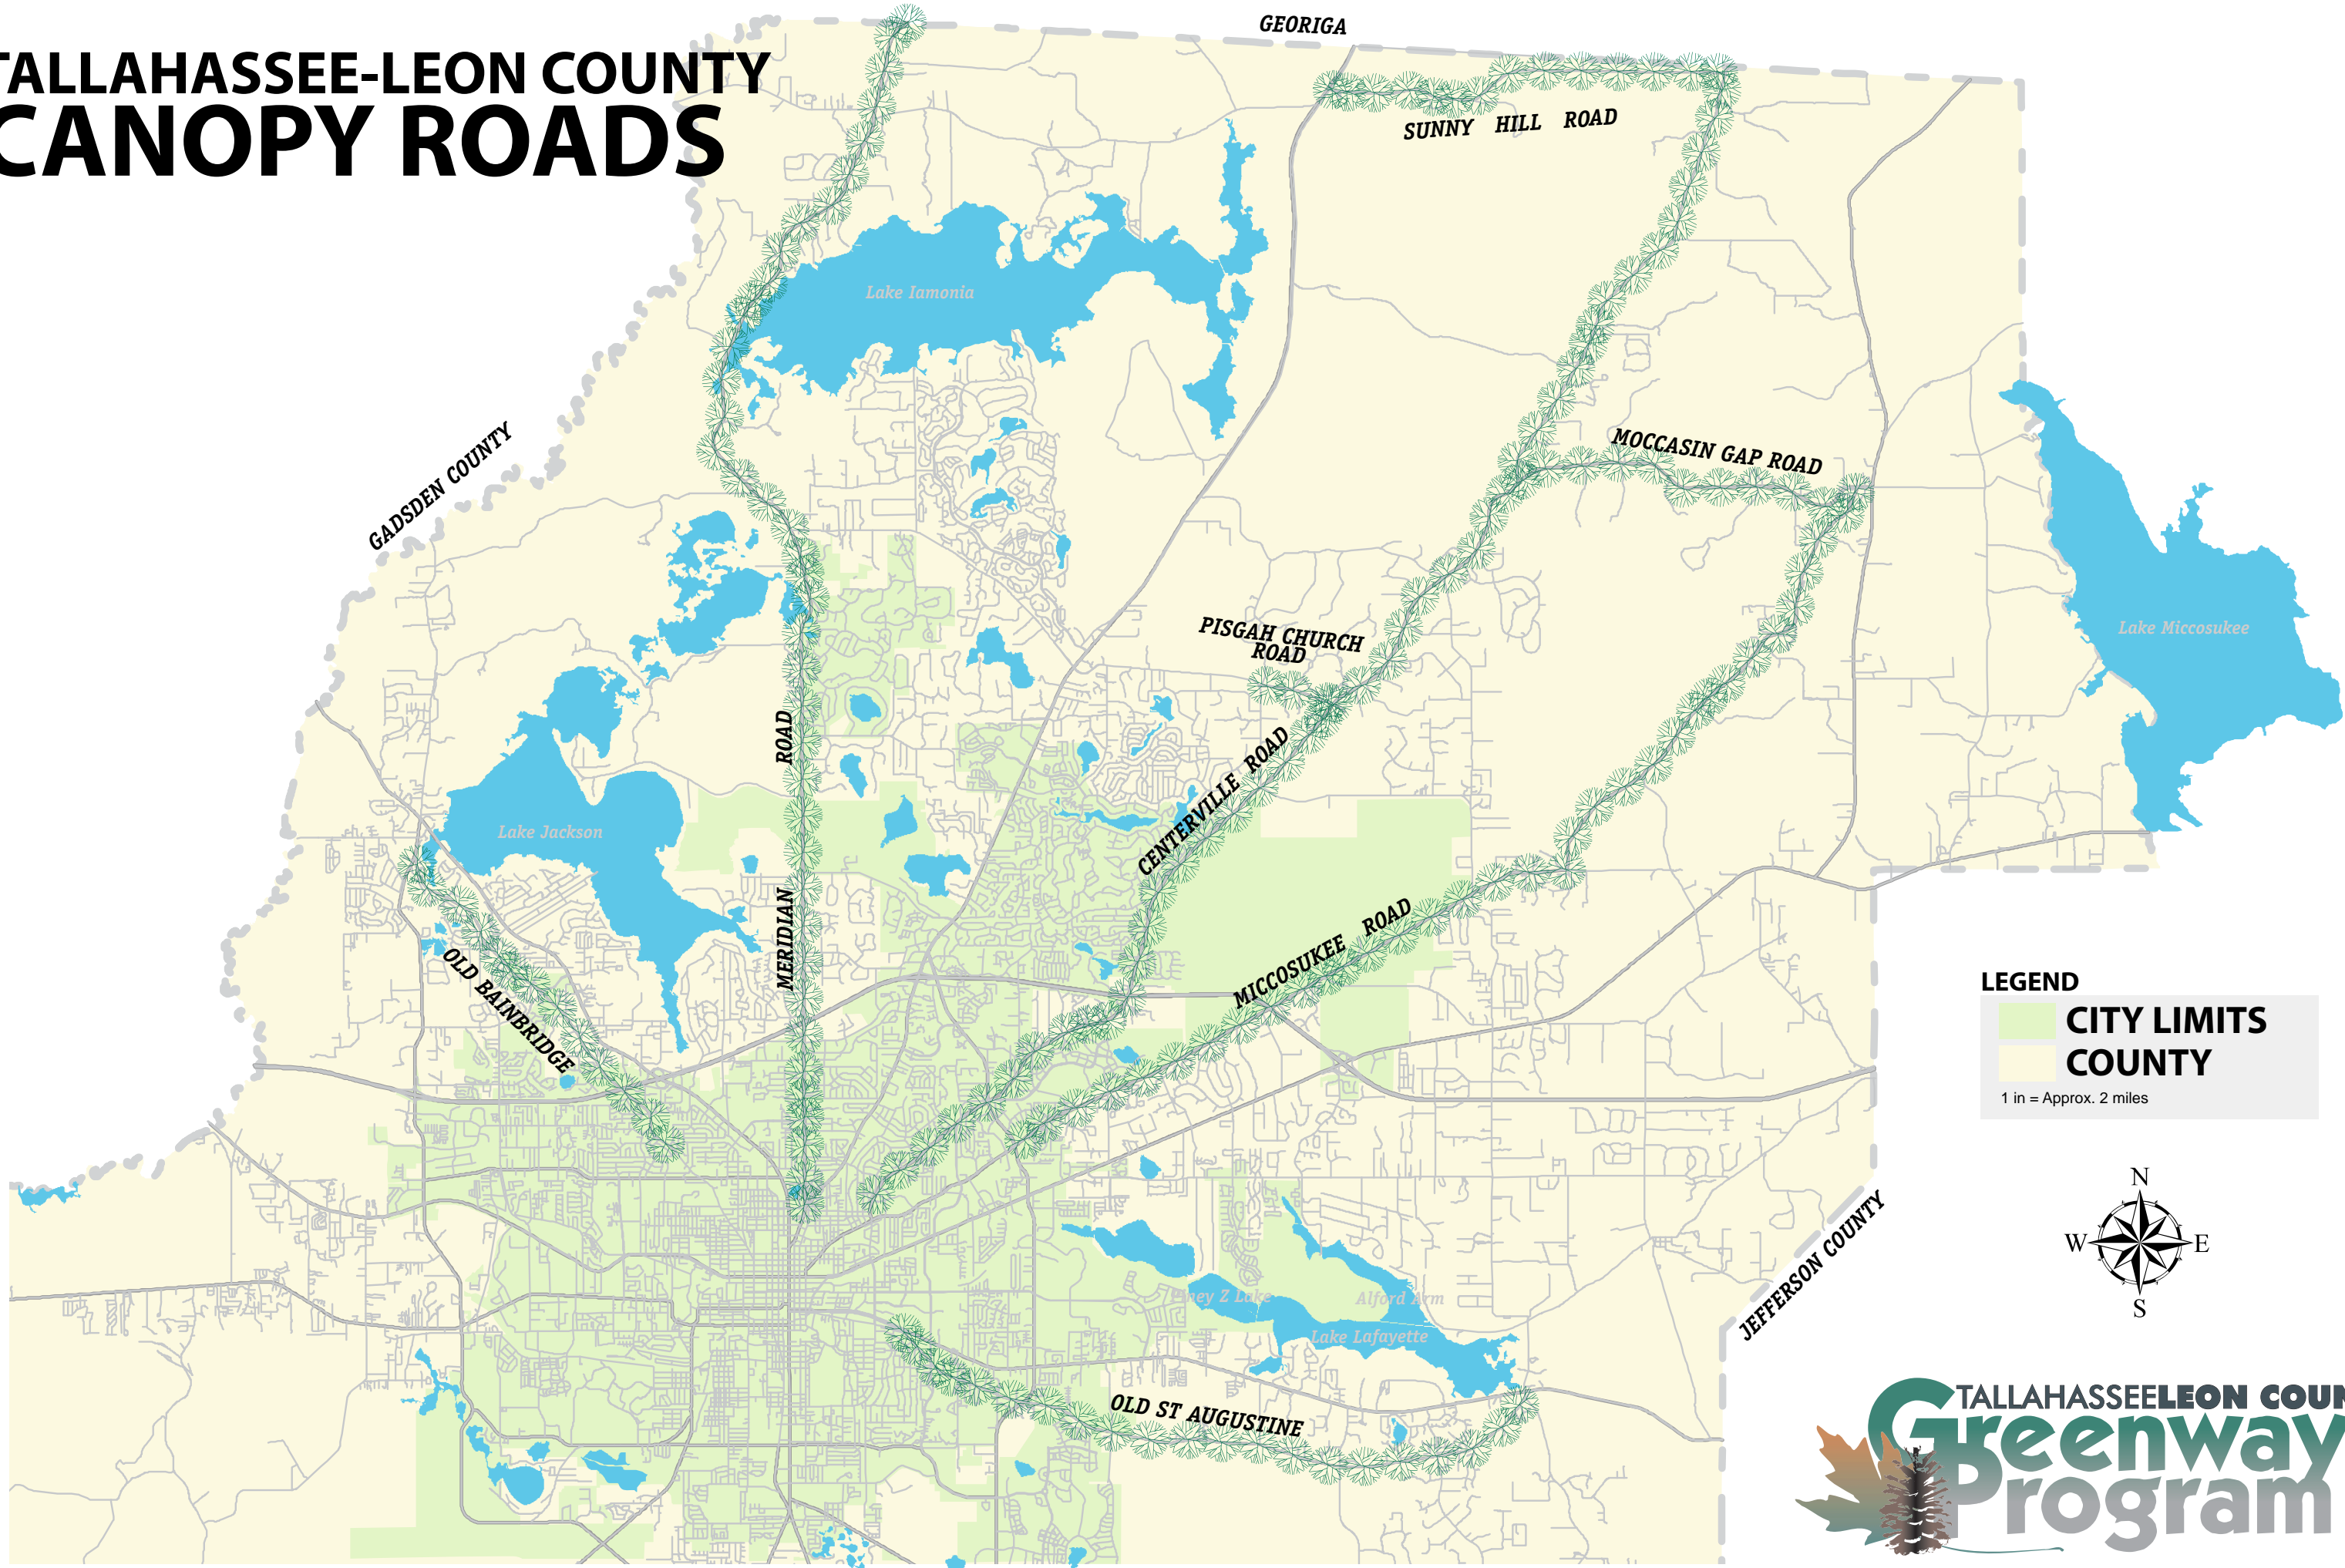 TALLAHASSEE-LEON COUNTY
CANOPY ROADS
GEORIGA
SUNNY HILL ROAD
Lake Iamonia
GADSDEN COUNTY
MOCCASIN GAP ROAD
PISGAH CHURCH
ROAD
Lake Miccosukee
ROAD
MERIDIAN
CENTERVILLE ROAD
Lake Jackson
MICCOSUKEE ROAD
OLD BAINBRIDGE
LEGEND
CITY LIMITS
COUNTY
1 in = Approx. 2 miles
N
W
E
S
JEFFERSON COUNTY
Piney Z Lake
Alford Arm
Lake Lafayette
OLD ST AUGUSTINE
TALLAHASSEELEON COUN
Greenway
Program